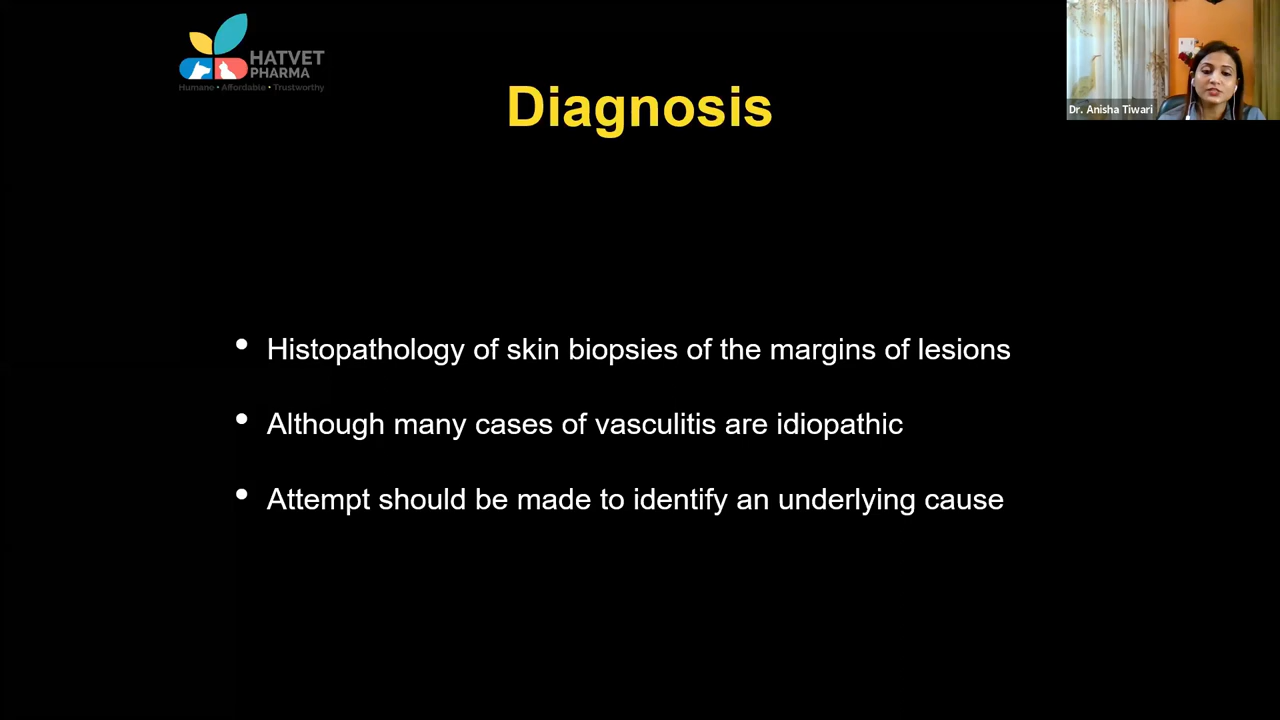 HATVET
PHARMA
Humane • Affordable • Trustworthy
Dr. Anisha Tiwari
Diagnosis
• Histopathology of skin biopsies of the margins of lesions
• Although many cases of vasculitis are idiopathic
• Attempt should be made to identify an underlying cause